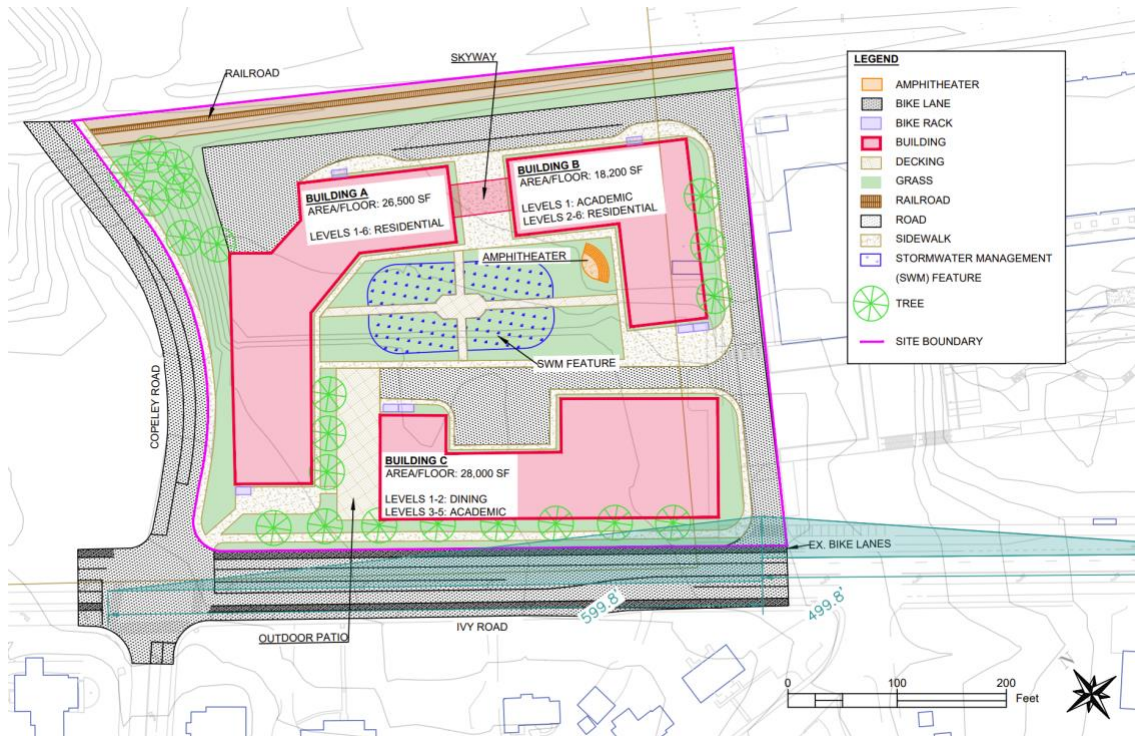 RAILROAD
SKYWAY
BUILDING A
AREA/FLOOR: 26,500 SF
LEVELS 1-6: RESIDENTIAL
BUILDING B
AREA/FLOOR: 18,200 SF
LEVELS 1: ACADEMIC
LEVELS 2-6: RESIDENTIAL
AMPHITHEATER
SWM FEATURE
COPELEY ROAD
BUILDING C
AREA/FLOOR: 28,000 SF
LEVELS 1-2: DINING
LEVELS 3-5: ACADEMIC
EX. BIKE LANES
599.8'
499.8'
IVY ROAD
OUTDOOR PATIO
LEGEND
AMPHITHEATER
BIKE LANE
BIKE RACK
BUILDING
DECKING
GRASS
RAILROAD
ROAD
SIDEWALK
STORMWATER MANAGEMENT
(SWM) FEATURE
TREE
SITE BOUNDARY
0 100 200
Feet
N